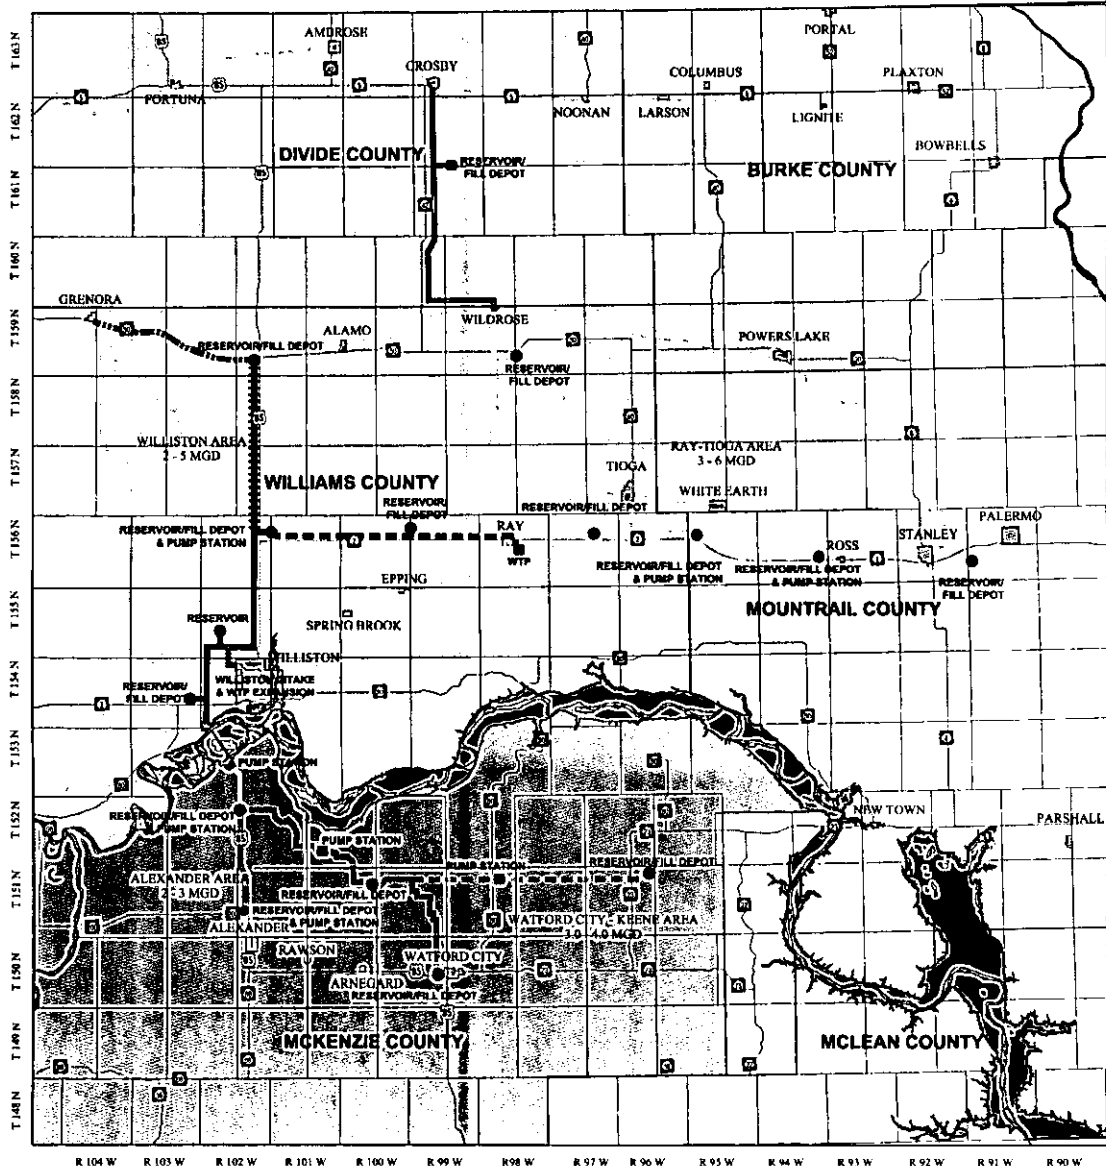 T 163 N
T 162 N
T 161 N
T 160 N
T 159 N
T 158 N
T 157 N
T 156 N
T 155 N
T 154 N
T 153 N
T 152 N
T 151 N
T 150 N
T 149 N
T 148 N
AMBROSE
PORTAL
FORTUNA
85
85
CROSBY
COLUMBUS
PLAXTON
NOONAN
LARSON
LIGNITE
BOWBELLS
DIVIDE COUNTY
RESERVOIR/
FILL DEPOT
BURKE COUNTY
85
GRENORA
WILDROSE
ALAMO
RESERVOIR/FILL DEPOT
POWERS LAKE
RESERVOIR/
FILL DEPOT
85
WILLISTON AREA
2 - 5 MGD
RAY-TIOGA AREA
3 - 6 MGD
WILLIAMS COUNTY
TIOGA
WHITE EARTH
RESERVOIR/
FILL DEPOT
RESERVOIR/FILL DEPOT
RESERVOIR/FILL DEPOT
& PUMP STATION
RAY
WTP
STANLEY
PALERMO
ROSS
RESERVOIR/FILL DEPOT
& PUMP STATION
RESERVOIR/FILL DEPOT
& PUMP STATION
RESERVOIR/
FILL DEPOT
EPPING
SPRING BROOK
MOUNTRAIL COUNTY
RESERVOIR
WILLISTON
WILLISTON INTAKE
& WTP EXPANSION
RESERVOIR/
FILL DEPOT
PUMP STATION
RESERVOIR/FILL DEPOT
PUMP STATION
PUMP STATION
NEW TOWN
PARSHALL
ALEXANDER AREA
2 - 3 MGD
PUMP STATION
RESERVOIR/FILL DEPOT
RESERVOIR/FILL DEPOT
RESERVOIR/FILL DEPOT
& PUMP STATION
ALEXANDER
WATFORD CITY - KEENE AREA
3.0 - 4.0 MGD
RAWSON
WATFORD CITY
85
ARNEGARD
RESERVOIR/FILL DEPOT
MCKENZIE COUNTY
MCLEAN COUNTY
R 104 W R 103 W R 102 W R 101 W R 100 W R 99 W R98 W R 97 W R 96 W R 95 W R 94 W R 93 W R 92 W R 91 W R 90 W